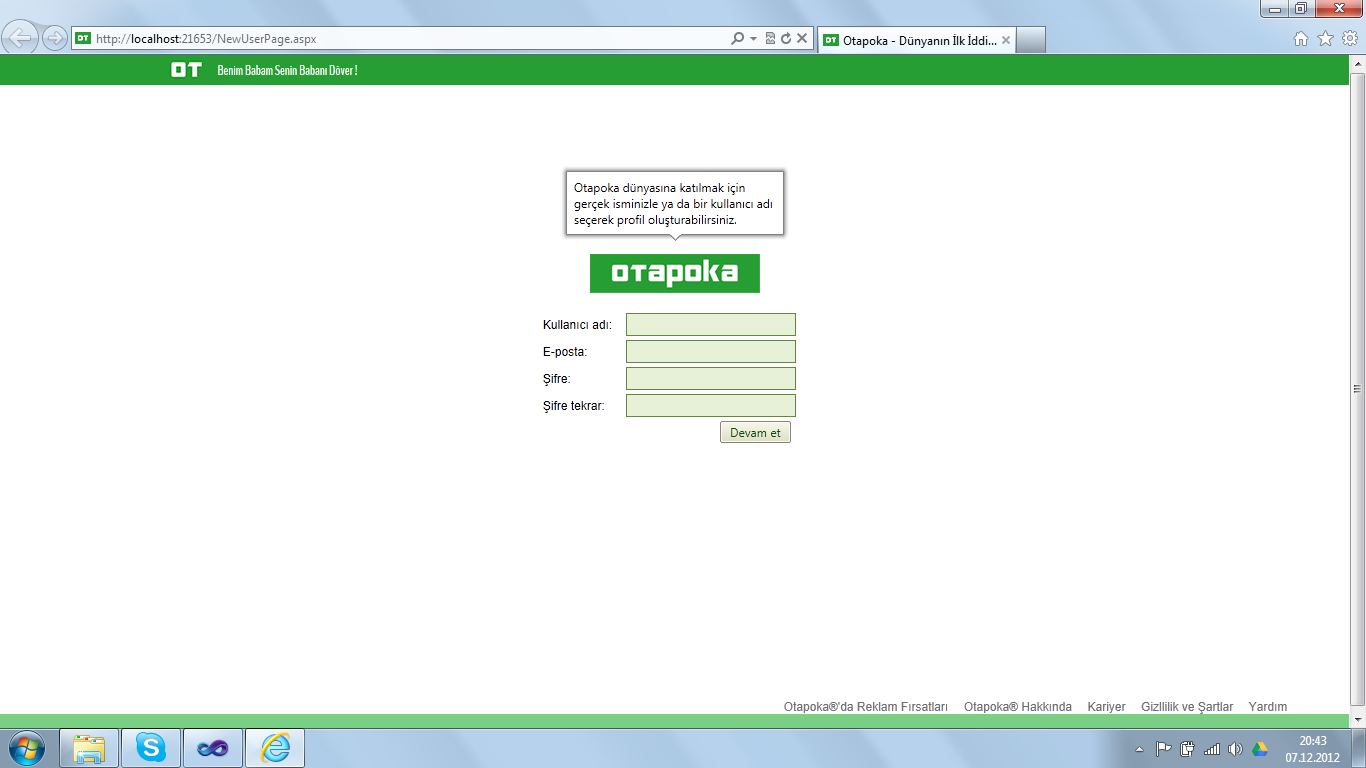 http://localhost:21653/NewUserPage.aspx
Otapoka - Dünyanın İlk İddi...
OT Benim Babam Senin Babanı Döver !
Otapoka dünyasına katılmak için
gerçek isminizle ya da bir kullanıcı adı
seçerek profil oluşturabilirsiniz.
OTAPOKA
Kullanıcı adı:
E-posta:
Şifre:
Şifre tekrar:
Devam et
Otapoka®'da Reklam Fırsatları Otapoka® Hakkında Kariyer Gizllilik ve Şartlar Yardım
20:43
07.12.2012